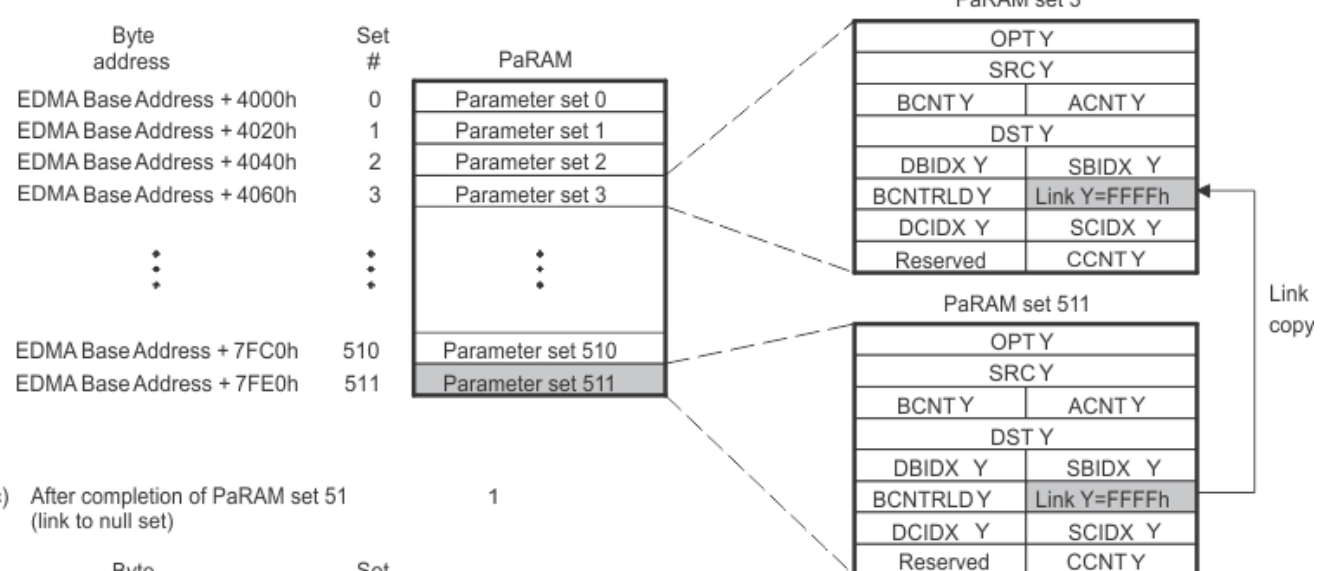 PaRAM set 3
Byte address
Set #
PaRAM
EDMA Base Address + 4000h 0 Parameter set 0
EDMA Base Address + 4020h 1 Parameter set 1
EDMA Base Address + 4040h 2 Parameter set 2
EDMA Base Address + 4060h 3 Parameter set 3
EDMA Base Address + 7FC0h 510 Parameter set 510
EDMA Base Address + 7FE0h 511 Parameter set 511
OPT Y
SRC Y
BCNT Y ACNT Y
DST Y
DBIDX Y SBIDX Y
BCNTRLD Y Link Y=FFFFh
DCIDX Y SCIDX Y
Reserved CCNT Y
Link
copy
PaRAM set 511
OPT Y
SRC Y
BCNT Y ACNT Y
DST Y
DBIDX Y SBIDX Y
BCNTRLD Y Link Y=FFFFh
DCIDX Y SCIDX Y
Reserved CCNT Y
) After completion of PaRAM set 51 1
(link to null set)
Byte Set